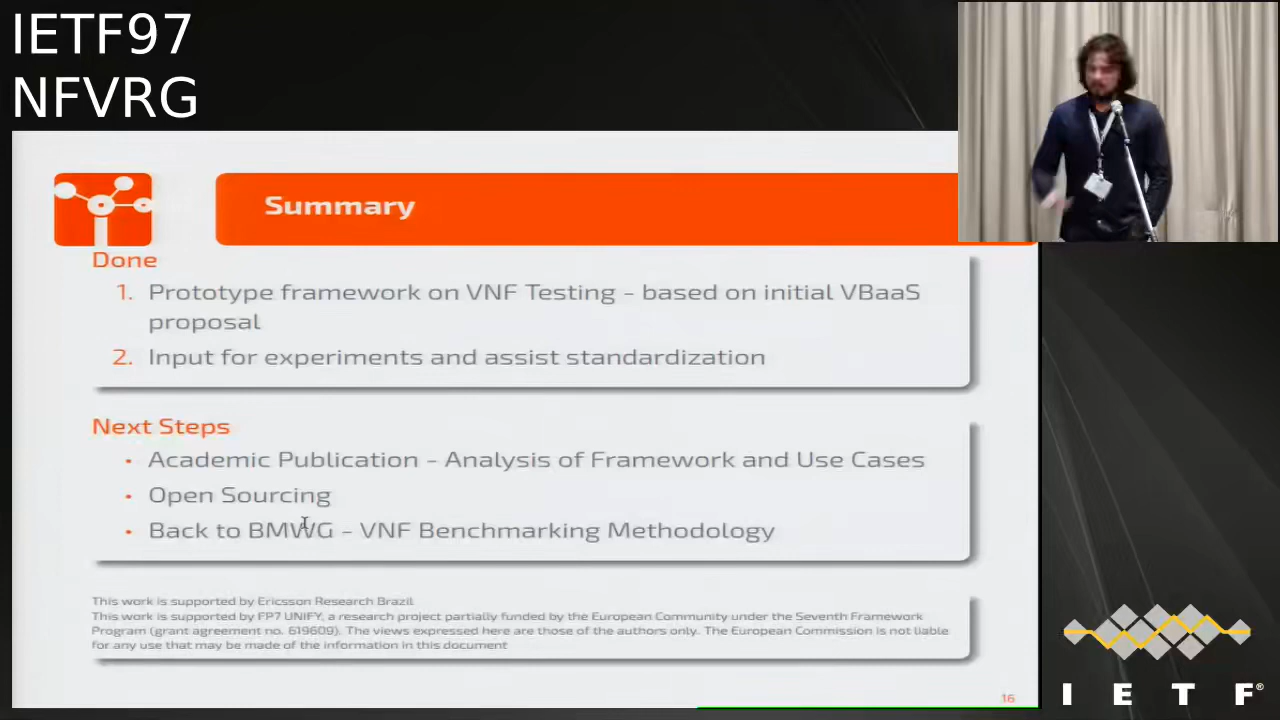 IETF97
NFVRG
Summary
Done
1. Prototype framework on VNF Testing - based on initial VBaaS
proposal
2. Input for experiments and assist standardization
Next Steps
• Academic Publication - Analysis of Framework and Use Cases
• Open Sourcing
• Back to BMWG - VNF Benchmarking Methodology
This work is supported by Ericsson Research Brazil
This work is supported by FP7 UNIFY, a research project partially funded by the European Community under the Seventh Framework
Program (grant agreement no. 619609). The views expressed here are those of the authors only. The European Commission is not liable
for any use that may be made of the information in this document
16
I E T F®